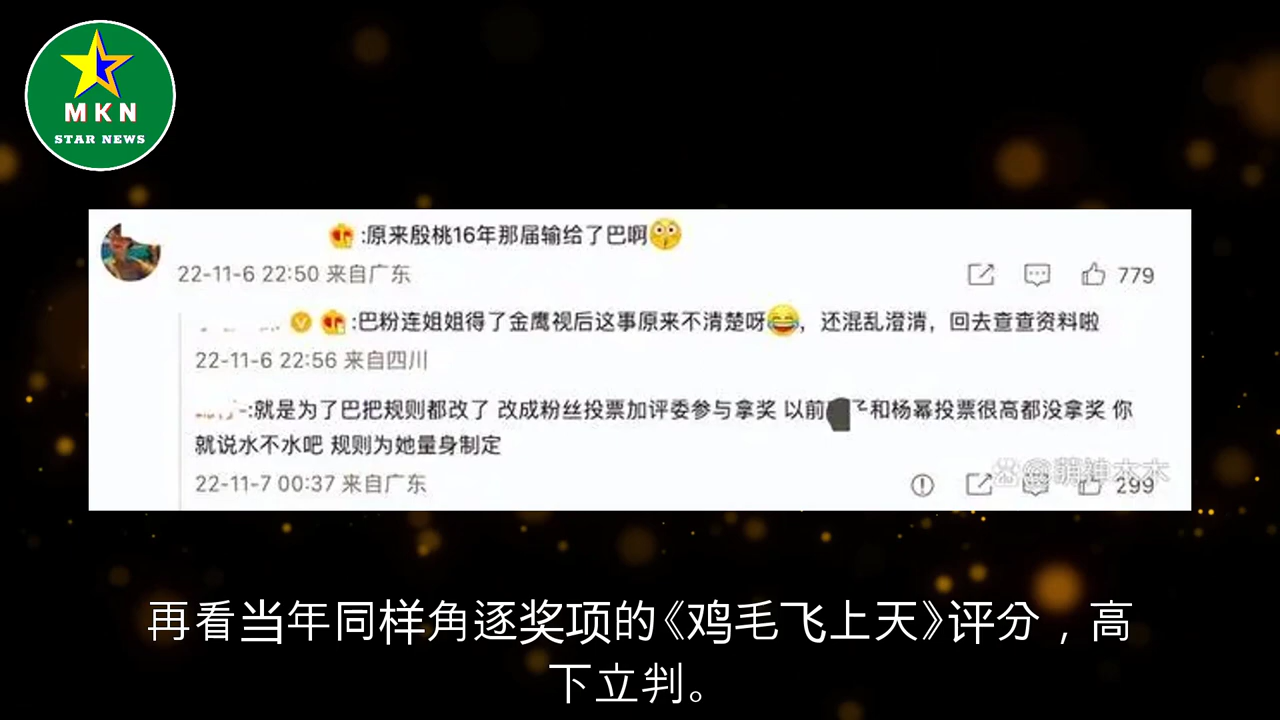 MKN
STAR NEWS
:原来殷桃16年那届输给了巴啊
22-11-6 22:50 来自广东
779
:巴粉连姐姐得了金鹰视后这事原来不清楚呀，还混乱澄清，回去查查资料啦
22-11-6 22:56 来自四川
-:就是为了巴把规则都改了 改成粉丝投票加评委参与拿奖 以前 和杨幂投票很高都没拿奖 你
就说水不水吧 规则为她量身制定
@萌神木木
22-11-7 00:37 来自广东
299
再看当年同样角逐奖项的《鸡毛飞上天》评分，高
下立判。